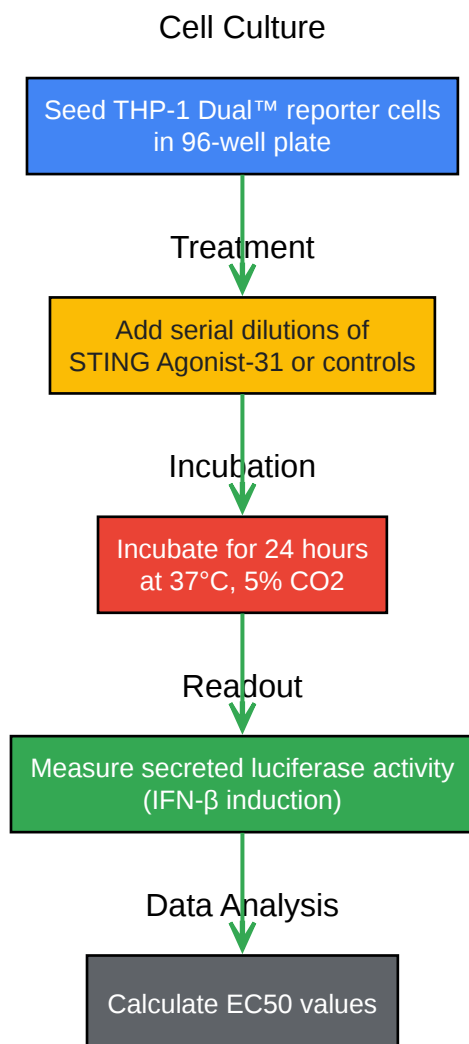 Cell Culture
Seed THP-1 Dual™ reporter cells
in 96-well plate
Treatment
Add serial dilutions of
STING Agonist-31 or controls
Incubation
Incubate for 24 hours
at 37°C, 5% CO2
Readout
Measure secreted luciferase activity
(IFN-β induction)
Data Analysis
Calculate EC50 values